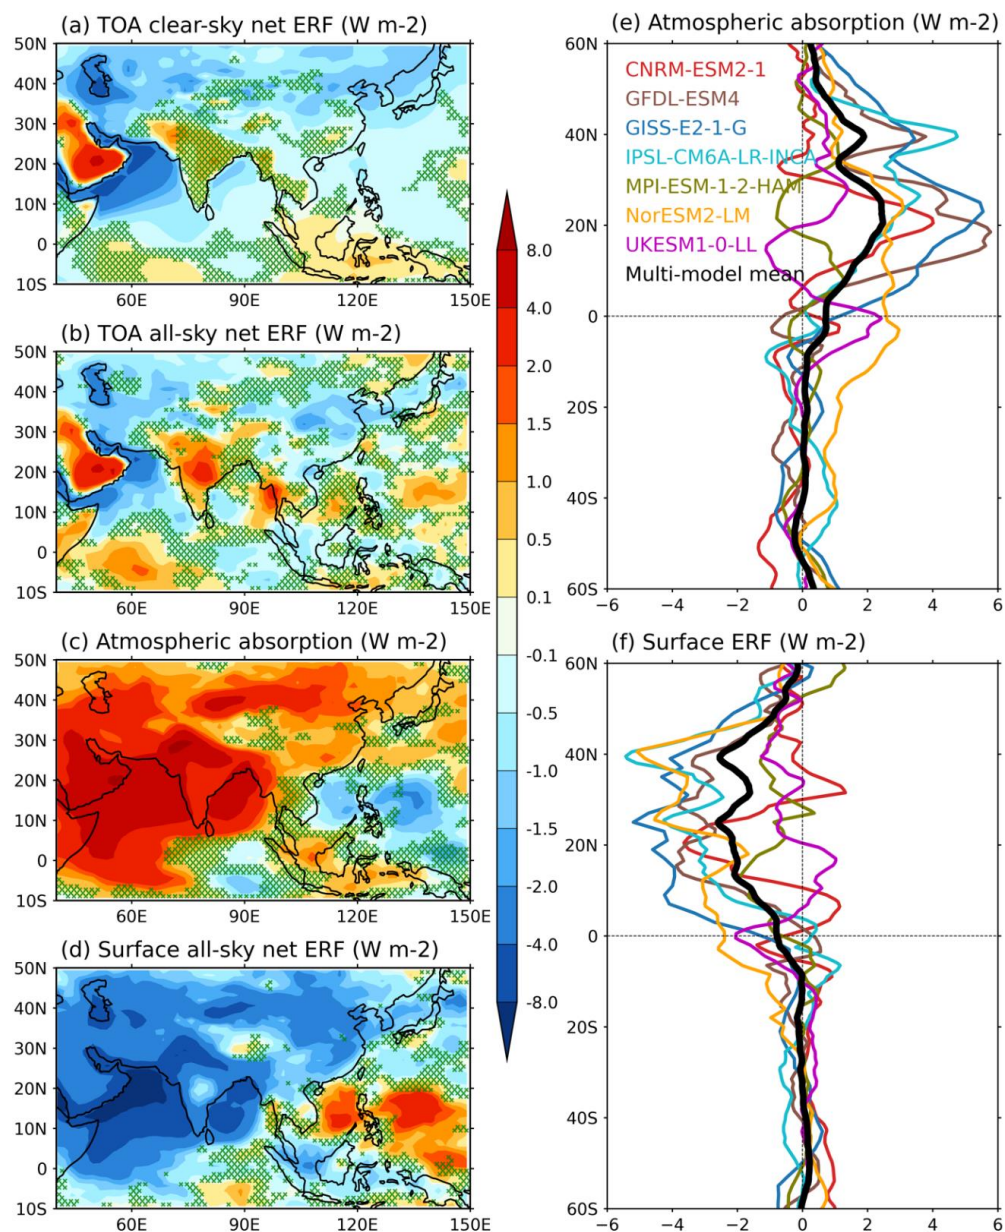 (a) TOA clear-sky net ERF (W m-2)
50N
40N
30N
20N
10N
0
10S
60E 90E 120E 150E
(b) TOA all-sky net ERF (W m-2)
50N
40N
30N
20N
10N
0
10S
60E 90E 120E 150E
(c) Atmospheric absorption (W m-2)
50N
40N
30N
20N
10N
0
10S
60E 90E 120E 150E
(d) Surface all-sky net ERF (W m-2)
50N
40N
30N
20N
10N
0
10S
60E 90E 120E 150E
8.0
4.0
2.0
1.5
1.0
0.5
0.1
-0.1
-0.5
-1.0
-1.5
-2.0
-4.0
-8.0
(e) Atmospheric absorption (W m-2)
60N
40N
20N
0
20S
40S
60S
CNRM-ESM2-1
GFDL-ESM4
GISS-E2-1-G
IPSL-CM6A-LR-INCA
MPI-ESM-1-2-HAM
NorESM2-LM
UKESM1-0-LL
Multi-model mean
−6 −4 −2 0 2 4 6
(f) Surface ERF (W m-2)
60N
40N
20N
0
20S
40S
60S
−6 −4 −2 0 2 4 6